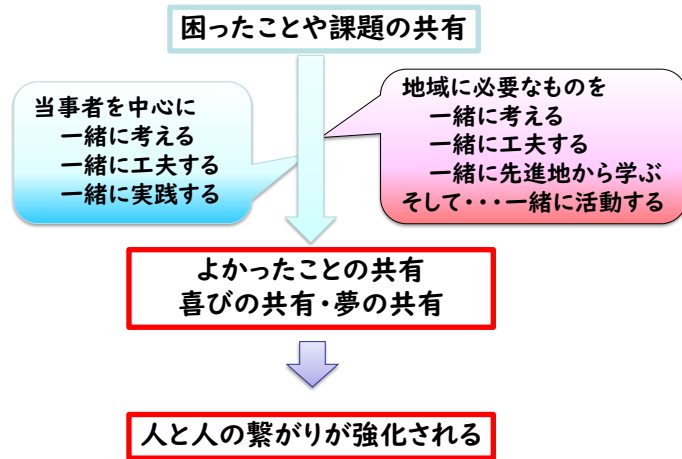 困ったことや課題の共有
当事者を中心に
一緒に考える
一緒に工夫する
一緒に実践する
地域に必要なものを
一緒に考える
一緒に工夫する
一緒に先進地から学ぶ
そして・・・一緒に活動する
よかったことの共有
喜びの共有・夢の共有
人と人の繋がりが強化される